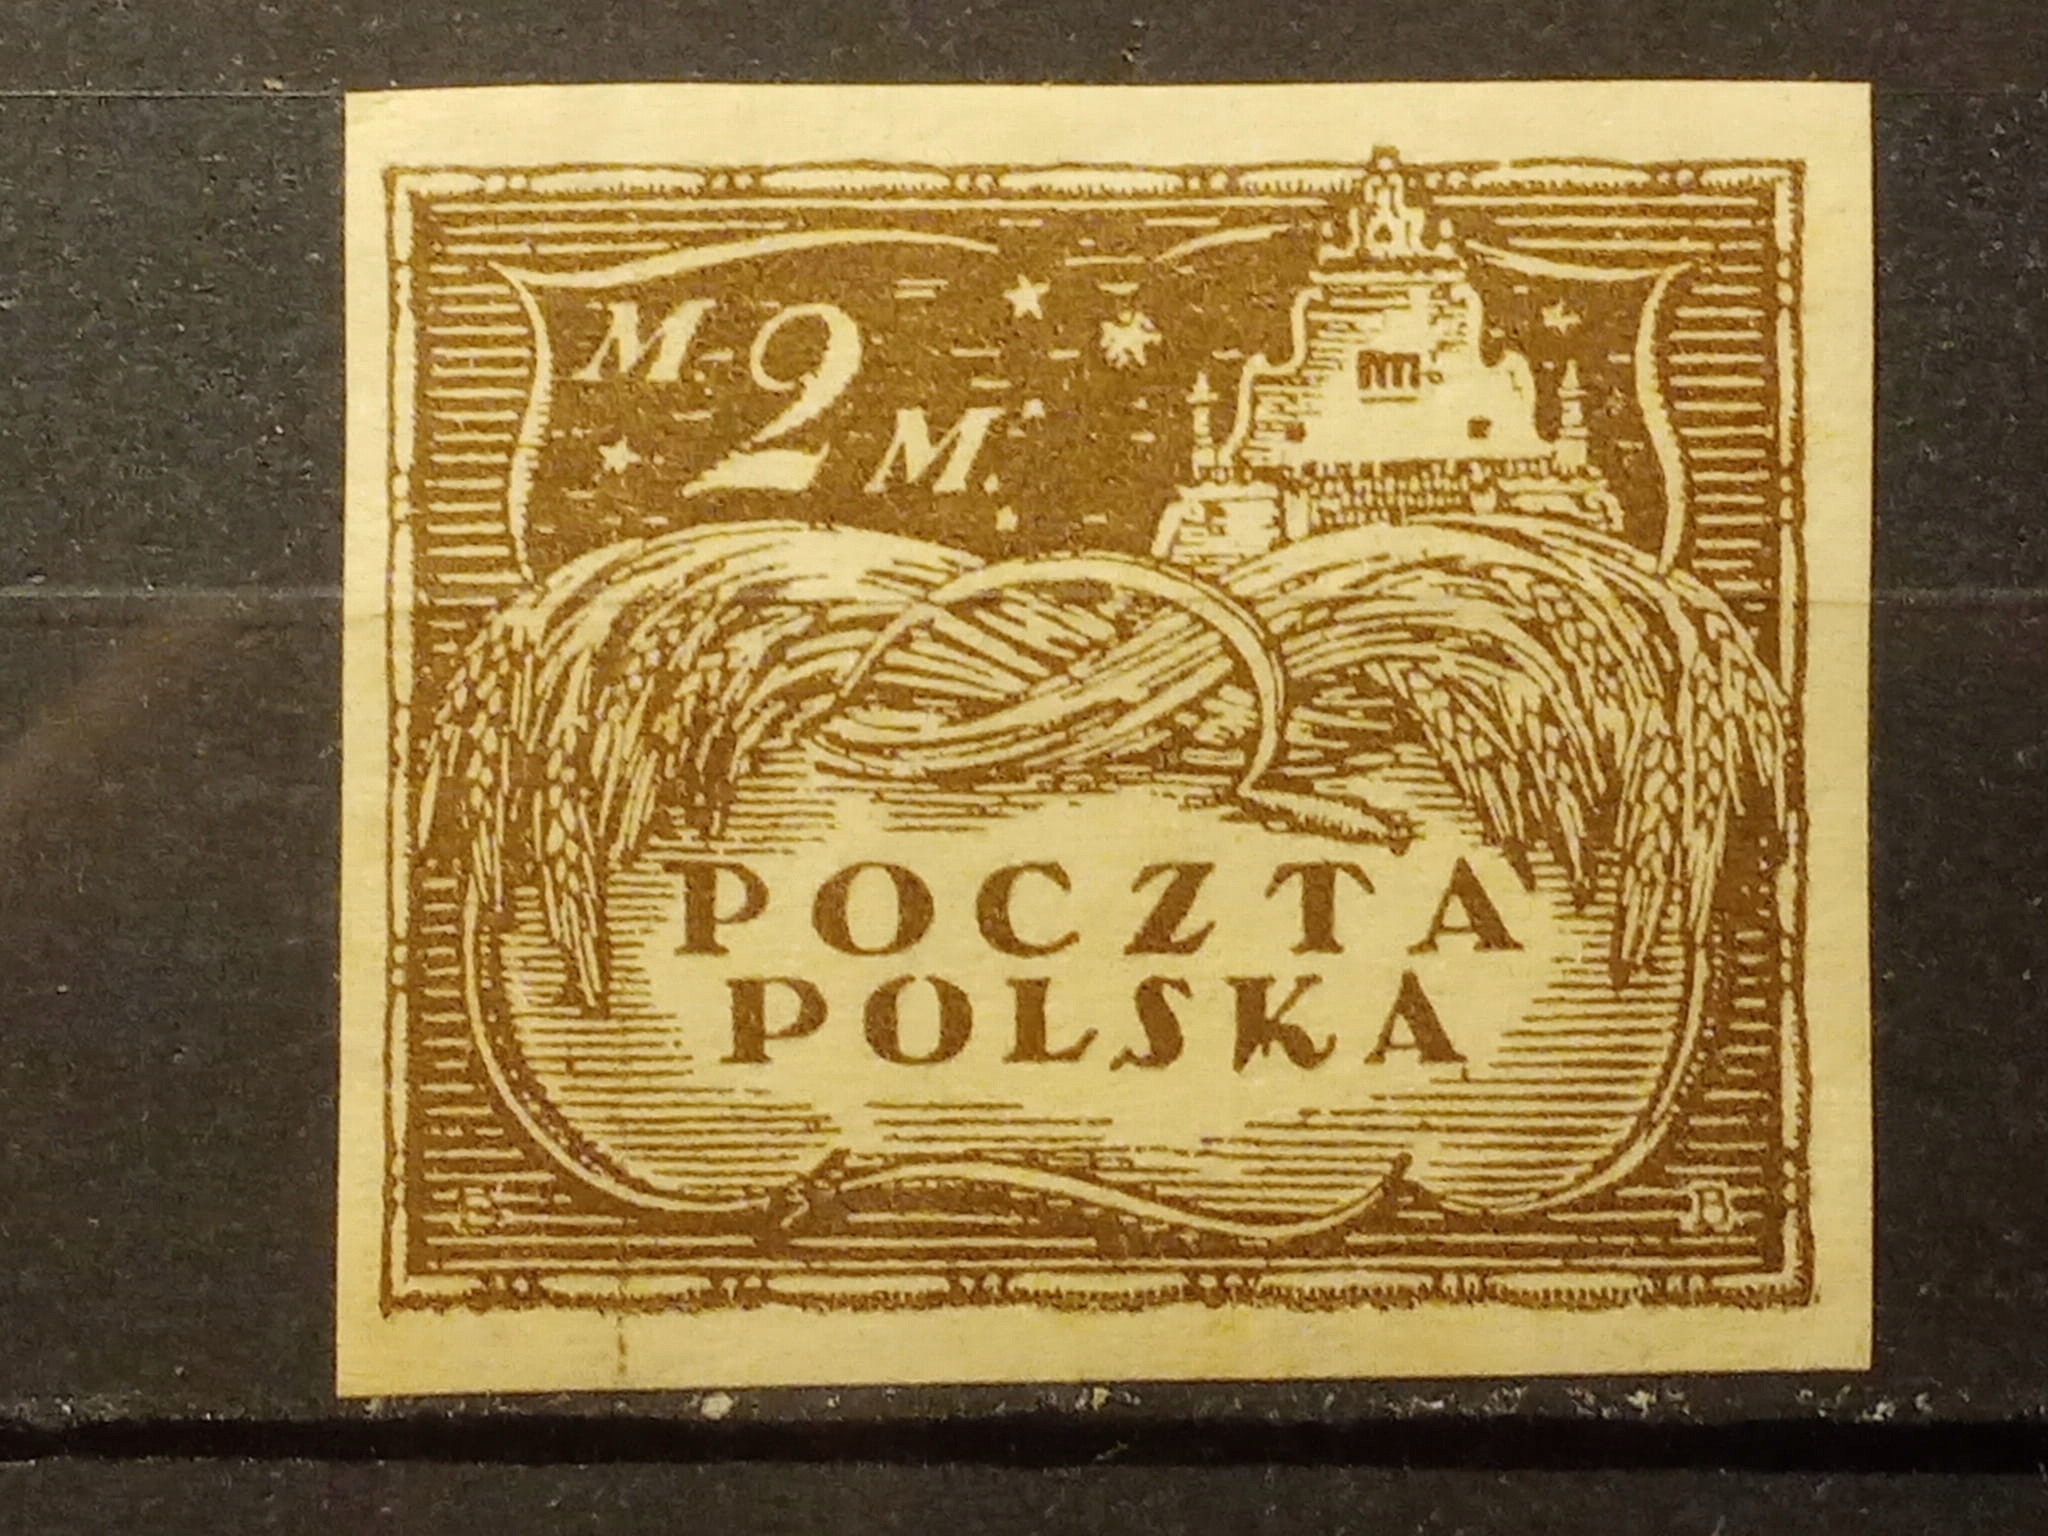 M. 2 M.
POCZTA
POLSKA
B